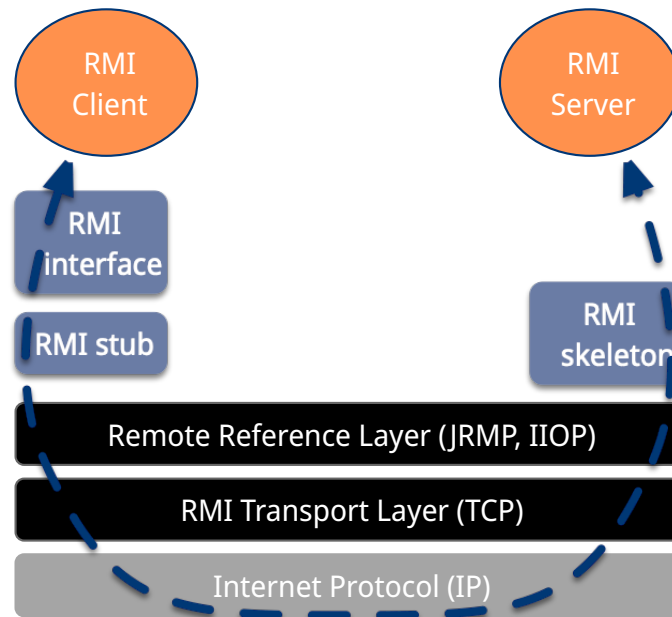 RMI
Client
RMI
Server
RMI
interface
RMI stub
RMI
skeleton
Remote Reference Layer (JRMP, IIOP)
RMI Transport Layer (TCP)
Internet Protocol (IP)